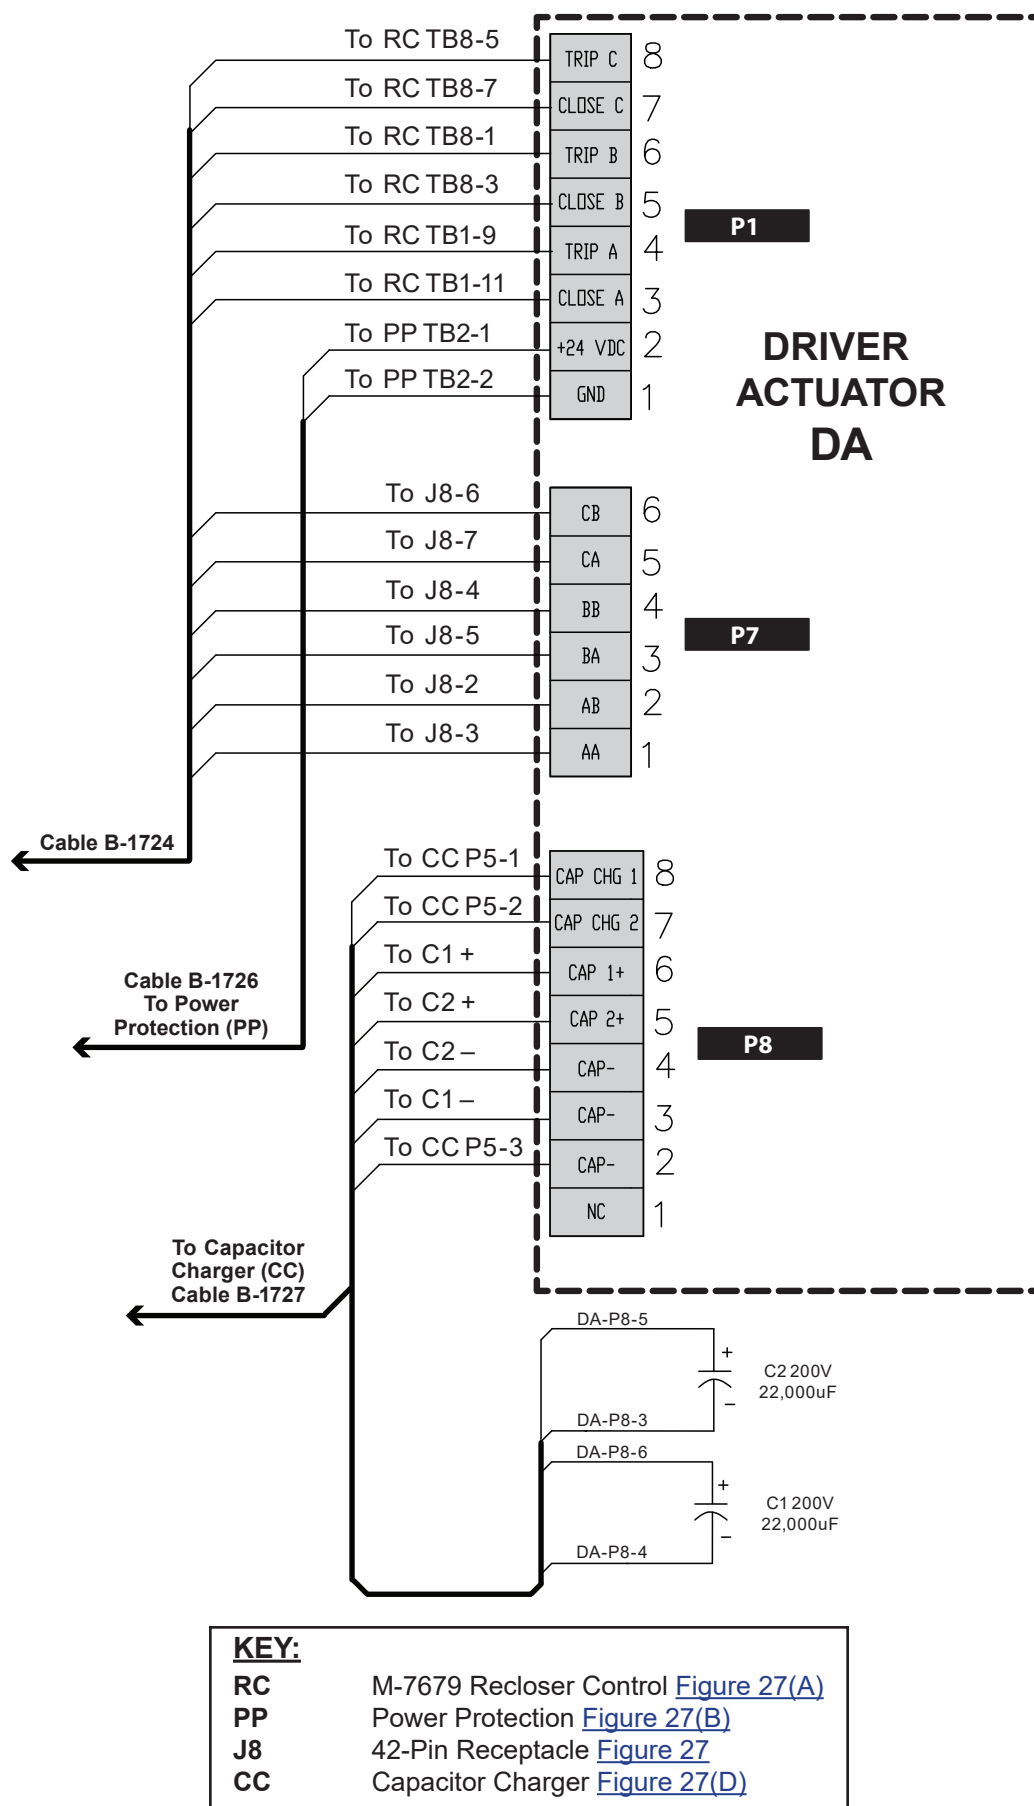 To RC TB8-5
TRIP C 8
To RC TB8-7
CLOSE C 7
To RC TB8-1
TRIP B 6
To RC TB8-3
CLOSE B 5
P1
To RC TB1-9
TRIP A 4
To RC TB1-11
CLOSE A 3
To PP TB2-1
+24 VDC 2
To PP TB2-2
GND 1
DRIVER
ACTUATOR
DA
To J8-6
CB 6
To J8-7
CA 5
To J8-4
BB 4
P7
To J8-5
BA 3
To J8-2
AB 2
To J8-3
AA 1
Cable B-1724
To CC P5-1
CAP CHG 1 8
To CC P5-2
CAP CHG 2 7
To C1 +
CAP 1+ 6
To C2 +
CAP 2+ 5
P8
To C2 –
CAP- 4
To C1 –
CAP- 3
To CC P5-3
CAP- 2
NC 1
Cable B-1726
To Power
Protection (PP)
To Capacitor
Charger (CC)
Cable B-1727
DA-P8-5
+
C2 200V
22,000uF
–
DA-P8-3
DA-P8-6
+
C1 200V
22,000uF
–
DA-P8-4
KEY:
RC M-7679 Recloser Control Figure 27(A)
PP Power Protection Figure 27(B)
J8 42-Pin Receptacle Figure 27
CC Capacitor Charger Figure 27(D)